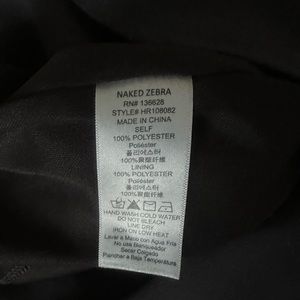 NAKED ZEBRA
RN# 136628
STYLE# HR106082
MADE IN CHINA
SELF
100% POLYESTER
Poliéster
폴리에스터
100%聚酯纤维
LINING
100% POLYESTER
Poliéster
폴리에스터
100%聚酯纤维
HAND WASH COLD WATER
DO NOT BLEACH
LINE DRY
IRON ON LOW HEAT
Lavar a Mano con Agua Fria
No use Blanqueador
Secar Colgado
Planchar a Baja Temperatura